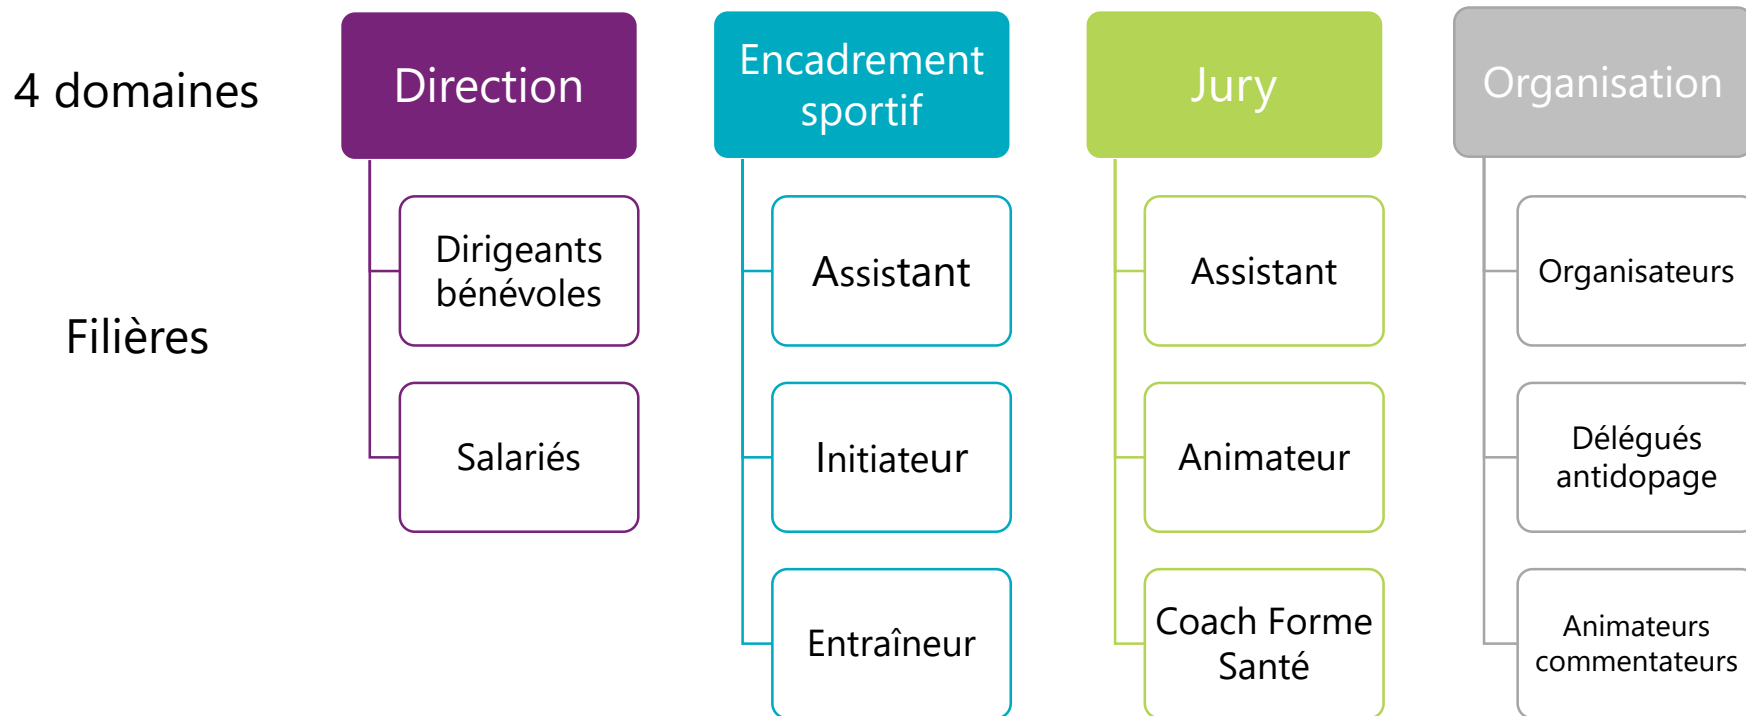 4 domaines
Direction
Encadrement
sportif
Jury
Organisation
Filières
Dirigeants
bénévoles
Assistant
Assistant
Organisateurs
Salariés
Initiateur
Animateur
Délégués
antidopage
Entraîneur
Coach Forme
Santé
Animateurs
commentateurs